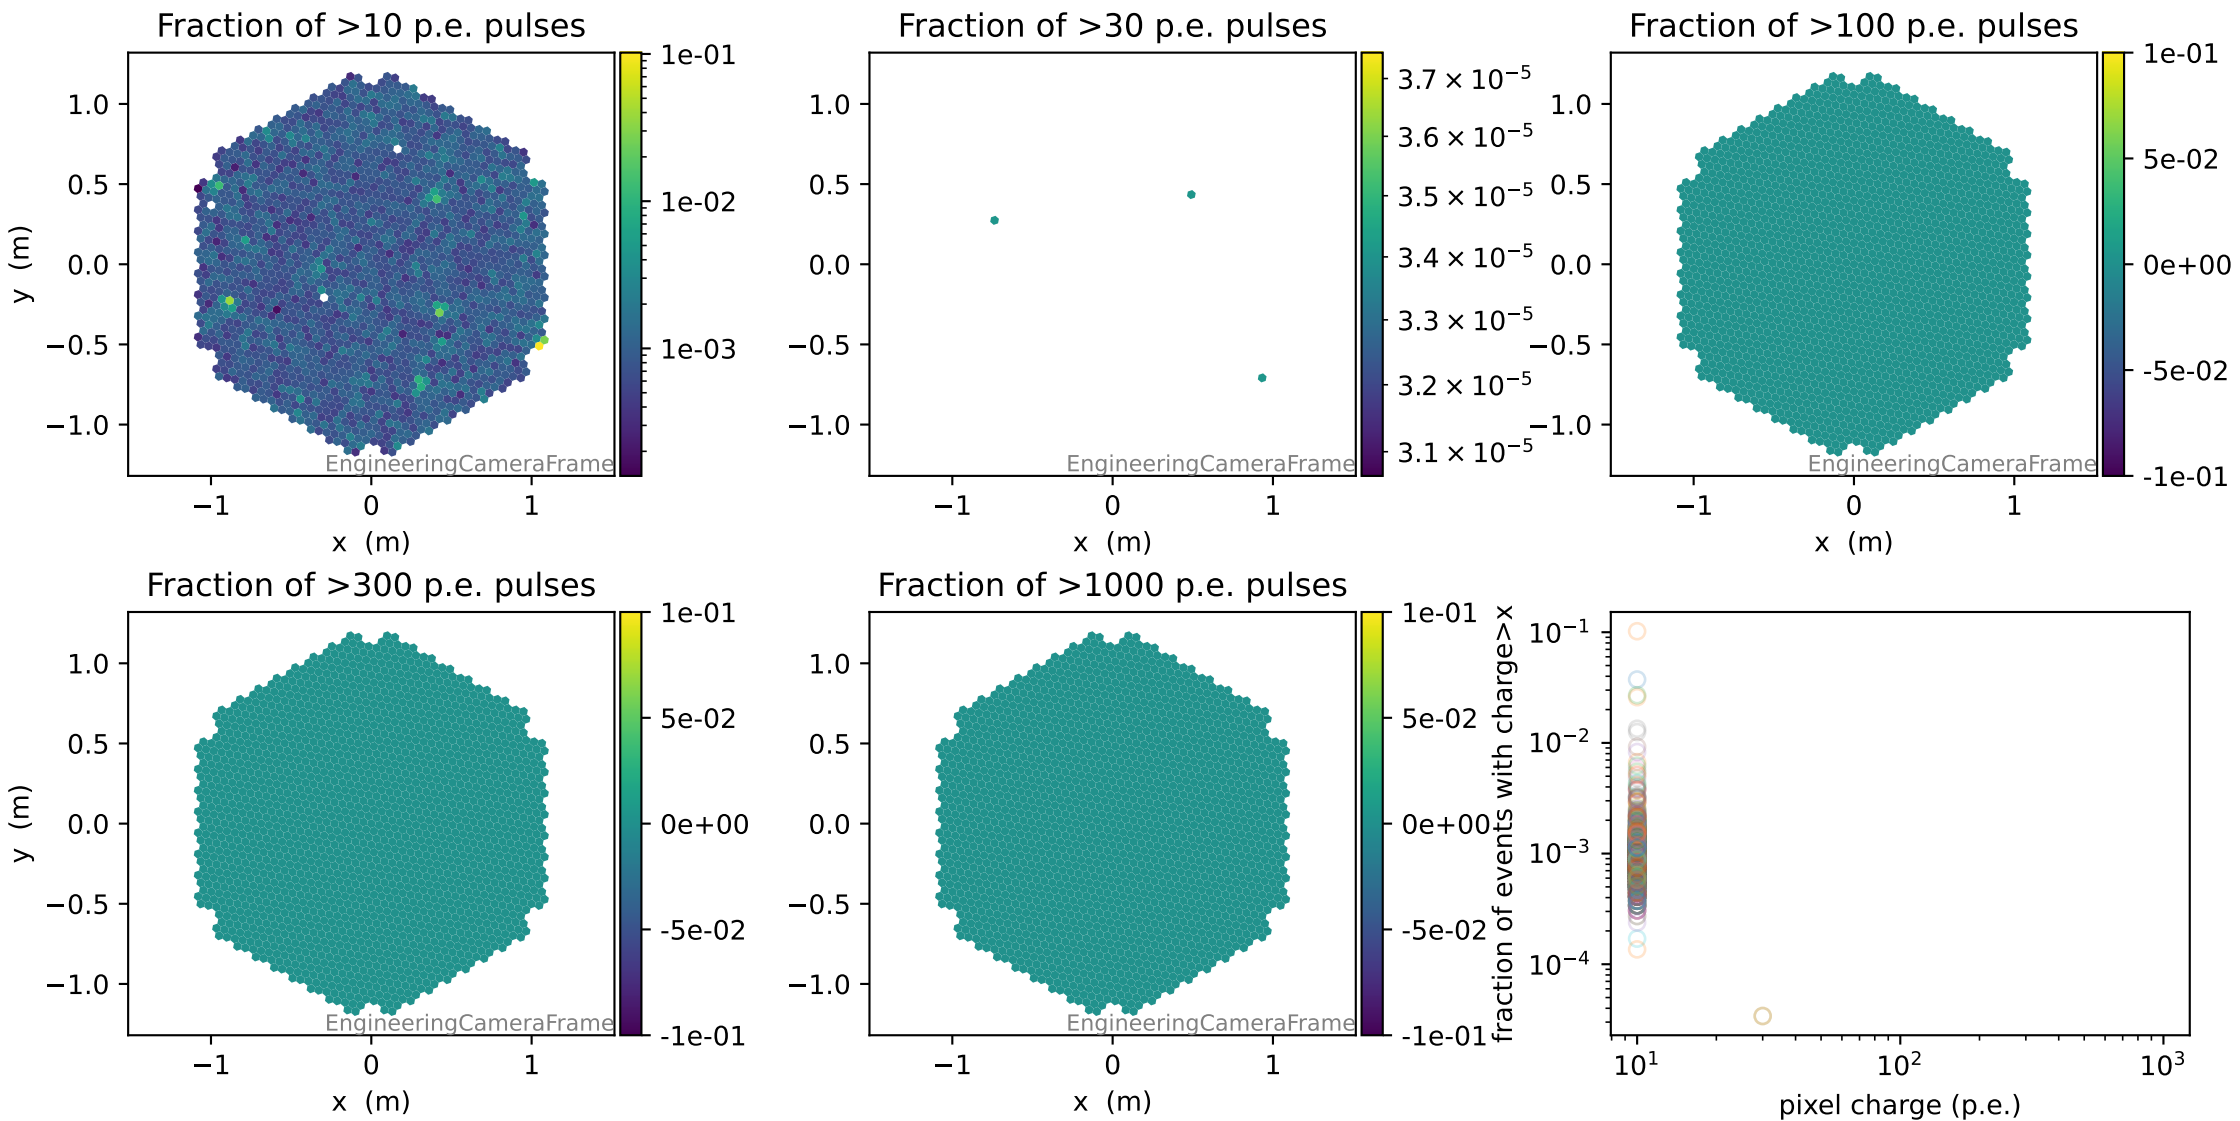 Fraction of >10 p.e. pulses
Fraction of >30 p.e. pulses
Fraction of >100 p.e. pulses
1.0
0.5
0.0
−0.5
−1.0
y (m)
−1
0
1
x (m)
EngineeringCameraFrame
1e-01
1e-02
1e-03
1.0
0.5
0.0
−0.5
−1.0
−1
0
1
x (m)
EngineeringCameraFrame
3.7×10⁻⁵
3.6×10⁻⁵
3.5×10⁻⁵
3.4×10⁻⁵
3.3×10⁻⁵
3.2×10⁻⁵
3.1×10⁻⁵
1.0
0.5
0.0
−0.5
−1.0
−1
0
1
x (m)
EngineeringCameraFrame
1e-01
5e-02
0e+00
-5e-02
-1e-01
Fraction of >300 p.e. pulses
Fraction of >1000 p.e. pulses
1.0
0.5
0.0
−0.5
−1.0
y (m)
−1
0
1
x (m)
EngineeringCameraFrame
1e-01
5e-02
0e+00
-5e-02
-1e-01
1.0
0.5
0.0
−0.5
−1.0
−1
0
1
x (m)
EngineeringCameraFrame
1e-01
5e-02
0e+00
-5e-02
-1e-01
fraction of events with charge>x
10⁻¹
10⁻²
10⁻³
10⁻⁴
10¹
10²
10³
pixel charge (p.e.)